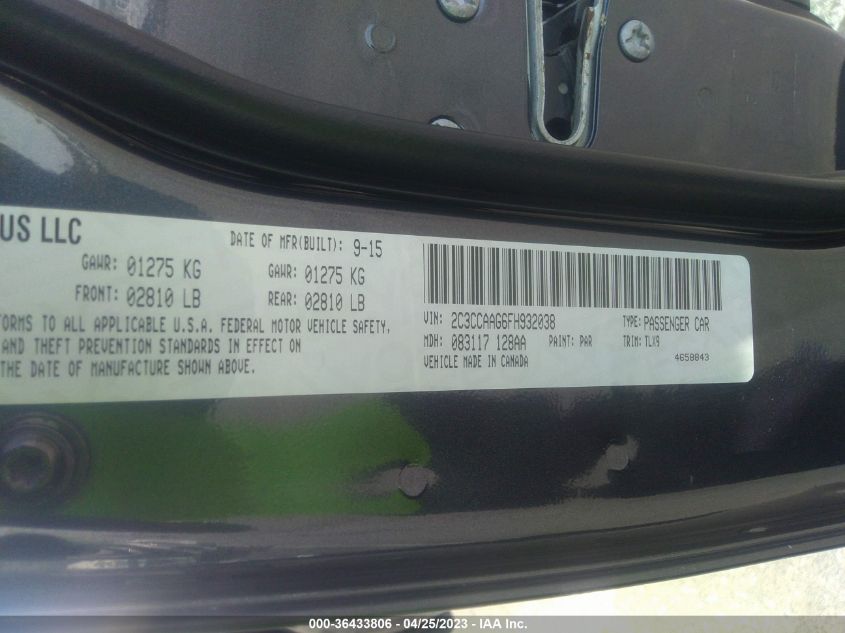 US LLC
DATE OF MFR(BUILT): 9-15
GAWR: 01275 KG GAWR: 01275 KG
FRONT: 02810 LB REAR: 02810 LB
FORMS TO ALL APPLICABLE U.S.A. FEDERAL MOTOR VEHICLE SAFETY,
AND THEFT PREVENTION STANDARDS IN EFFECT ON
THE DATE OF MANUFACTURE SHOWN ABOVE.
VIN: 2C3CCAAG6FH932038 TYPE: PASSENGER CAR
MDH: 083117 128AA PAINT: PAR TRIM: TLX9
VEHICLE MADE IN CANADA 4658843
000-36433806 - 04/25/2023 - IAA Inc.